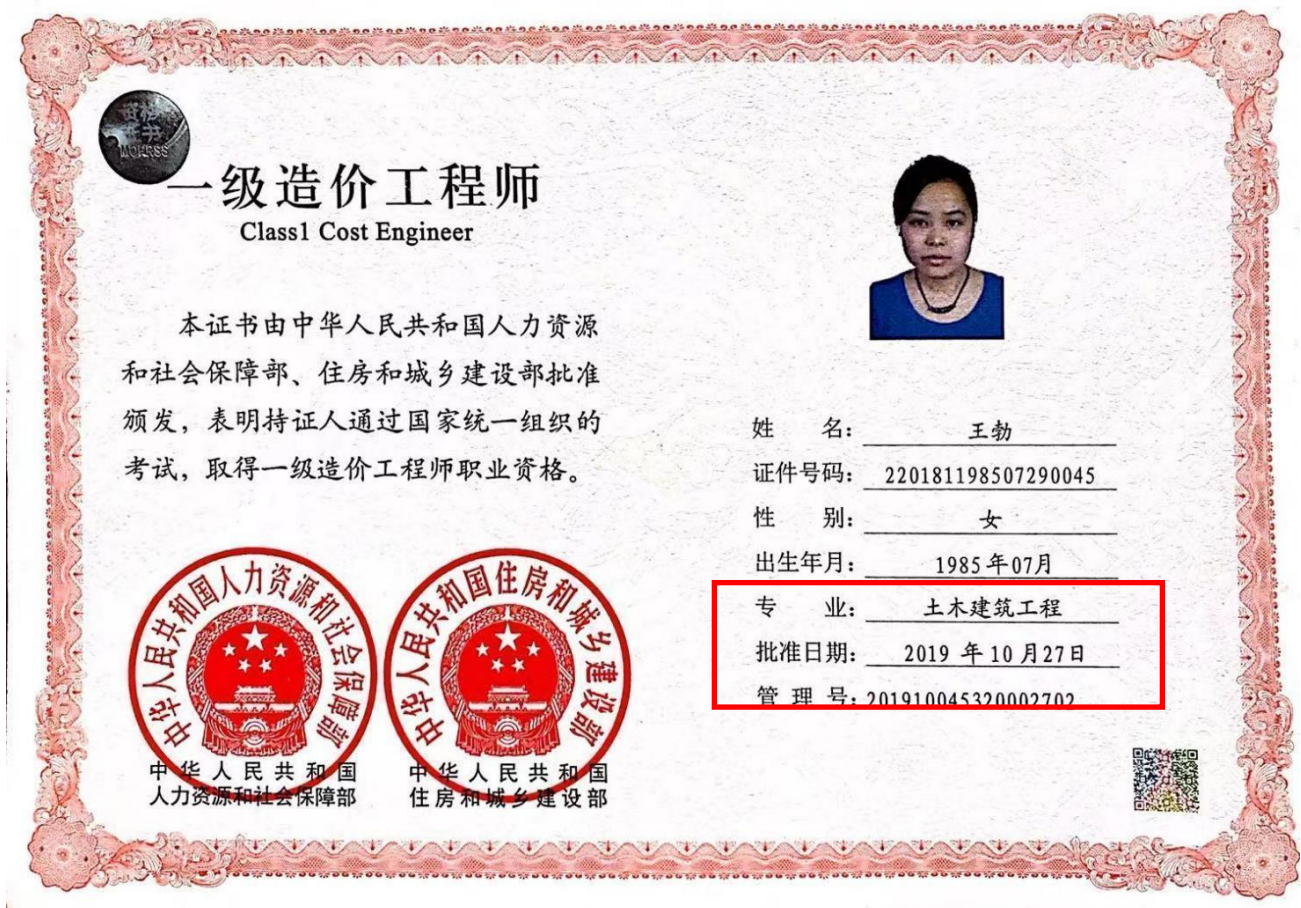 资格
证书
MOHRSS
一级造价工程师
Class1 Cost Engineer
本证书由中华人民共和国人力资源
和社会保障部、住房和城乡建设部批准
颁发，表明持证人通过国家统一组织的
考试，取得一级造价工程师职业资格。
姓 名：王勃
证件号码：220181198507290045
性 别：女
出生年月：1985年07月
专 业：土木建筑工程
批准日期：2019 年 10 月27日
管 理 号：201910045320002702
中华人民共和国人力资源和社会保障部
中华人民共和国住房和城乡建设部
中华人民共和国
人力资源和社会保障部
中华人民共和国
住房和城乡建设部